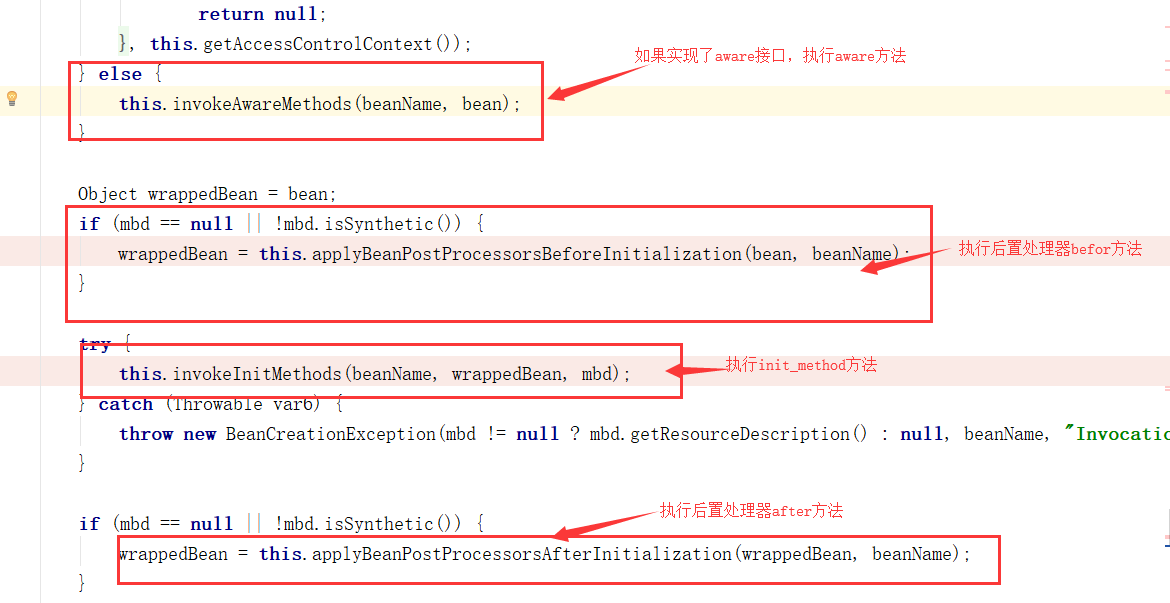 return null;
}, this.getAccessControlContext());
} else {
如果实现了aware接口，执行aware方法
this.invokeAwareMethods(beanName, bean);
}
Object wrappedBean = bean;
if (mbd == null || !mbd.isSynthetic()) {
wrappedBean = this.applyBeanPostProcessorsBeforeInitialization(bean, beanName);
执行后置处理器befor方法
}
try {
this.invokeInitMethods(beanName, wrappedBean, mbd);
执行init_method方法
} catch (Throwable var6) {
throw new BeanCreationException(mbd != null ? mbd.getResourceDescription() : null, beanName, "Invocatio
}
执行后置处理器after方法
if (mbd == null || !mbd.isSynthetic()) {
wrappedBean = this.applyBeanPostProcessorsAfterInitialization(wrappedBean, beanName);
}